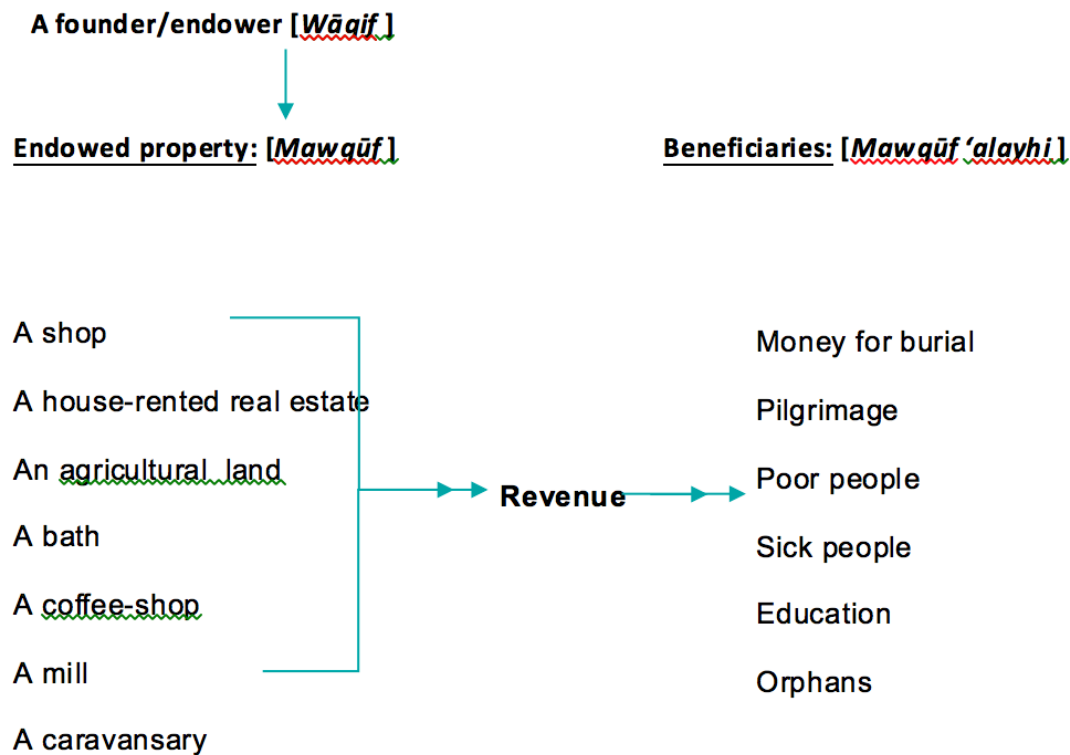 A founder/endower [Wāqif ]
Endowed property: [Mawqūf ]
Beneficiaries: [Mawqūf ‘alayhi ]
A shop
A house-rented real estate
An agricultural land
A bath
A coffee-shop
A mill
A caravansary
Revenue
Money for burial
Pilgrimage
Poor people
Sick people
Education
Orphans